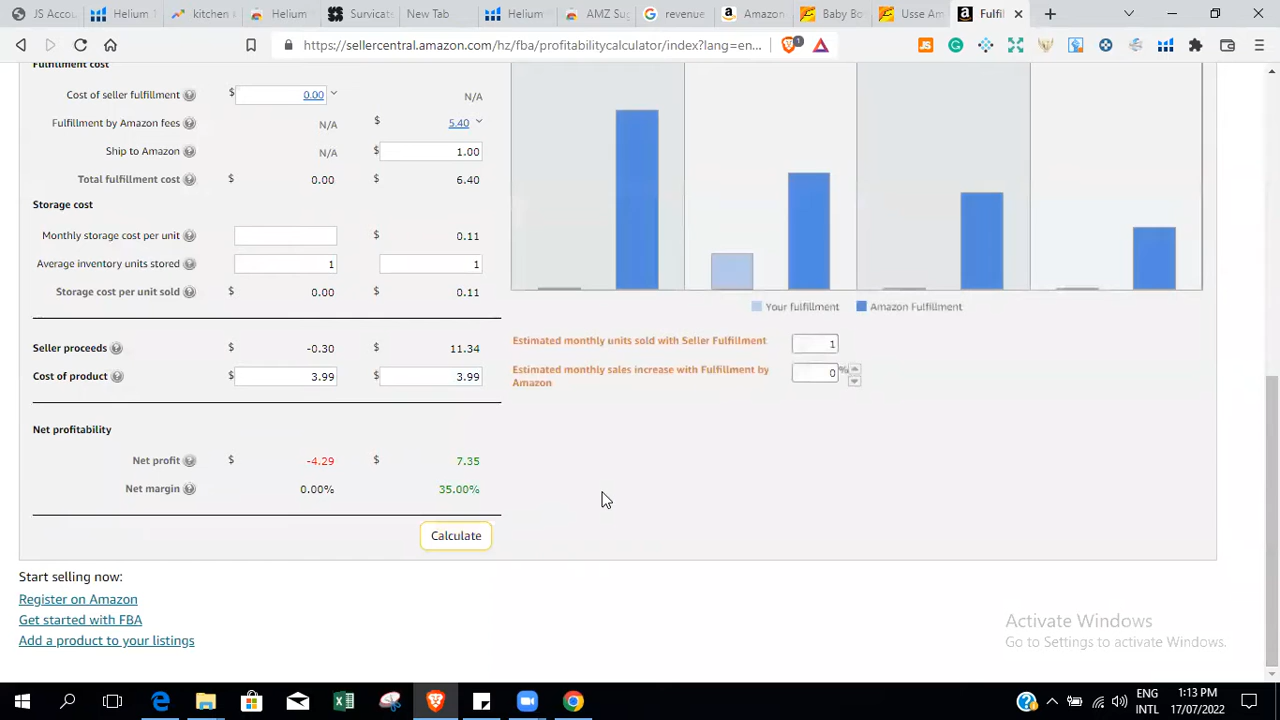 JS Accou
Helium
kitchen
Helium
Survicat
New Tab
Helium
AMZ Su
revenue
Amazon
Baby Bo
Usse Am
Fulfil
https://sellercentral.amazon.com/hz/fba/profitabilitycalculator/index?lang=en...
1
Fulfillment cost
Cost of seller fulfillment $ 0.00 N/A
Fulfillment by Amazon fees N/A $ 5.40
Ship to Amazon N/A $ 1.00
Total fulfillment cost $ 0.00 $ 6.40
Storage cost
Monthly storage cost per unit $ 0.11
Average inventory units stored 1 1
Storage cost per unit sold $ 0.00 $ 0.11
Seller proceeds $ -0.30 $ 11.34
Cost of product $ 3.99 $ 3.99
Net profitability
Net profit $ -4.29 $ 7.35
Net margin 0.00% 35.00%
Calculate
Your fulfillment
Amazon Fulfillment
Estimated monthly units sold with Seller Fulfillment 1
Estimated monthly sales increase with Fulfillment by 0 %
Amazon
Start selling now:
Register on Amazon
Get started with FBA
Add a product to your listings
Activate Windows
Go to Settings to activate Windows.
ENG
INTL
1:13 PM
17/07/2022